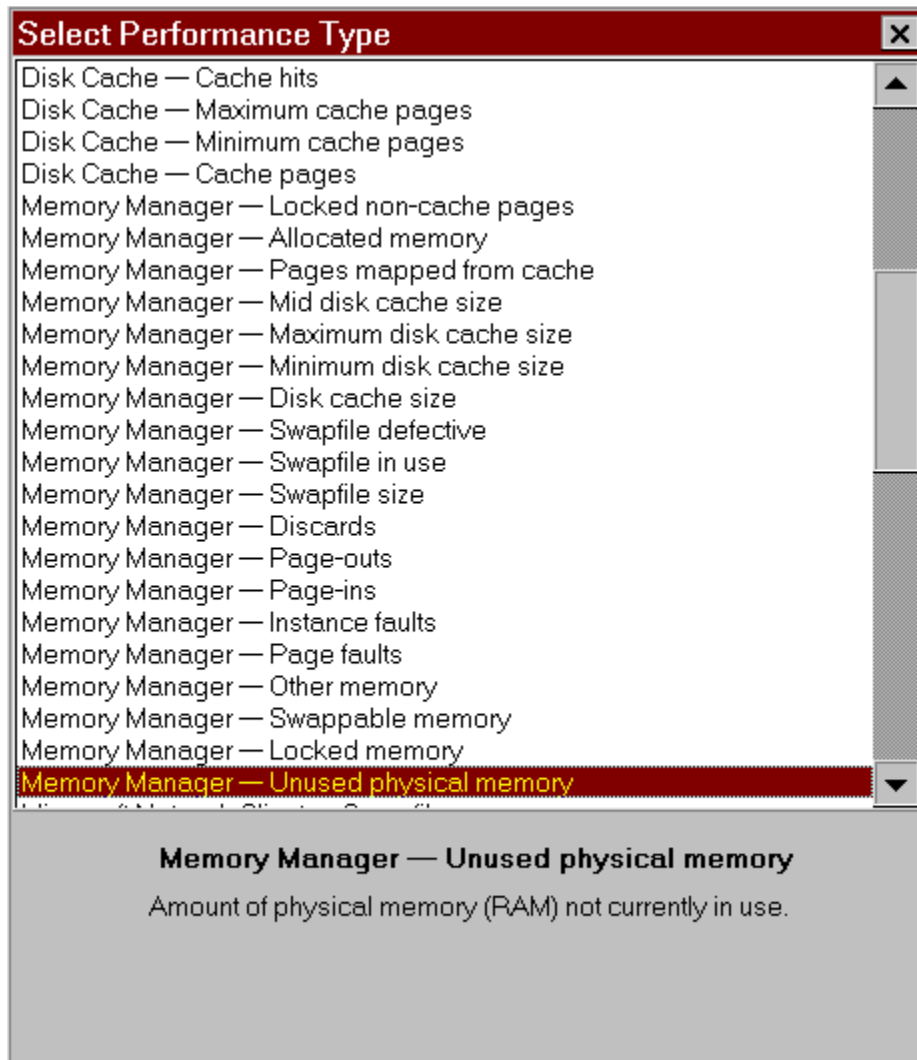 Select Performance Type
Disk Cache — Cache hits
Disk Cache — Maximum cache pages
Disk Cache — Minimum cache pages
Disk Cache — Cache pages
Memory Manager — Locked non-cache pages
Memory Manager — Allocated memory
Memory Manager — Pages mapped from cache
Memory Manager — Mid disk cache size
Memory Manager — Maximum disk cache size
Memory Manager — Minimum disk cache size
Memory Manager — Disk cache size
Memory Manager — Swapfile defective
Memory Manager — Swapfile in use
Memory Manager — Swapfile size
Memory Manager — Discards
Memory Manager — Page-outs
Memory Manager — Page-ins
Memory Manager — Instance faults
Memory Manager — Page faults
Memory Manager — Other memory
Memory Manager — Swappable memory
Memory Manager — Locked memory
Memory Manager — Unused physical memory
Memory Manager — Unused physical memory
Amount of physical memory (RAM) not currently in use.